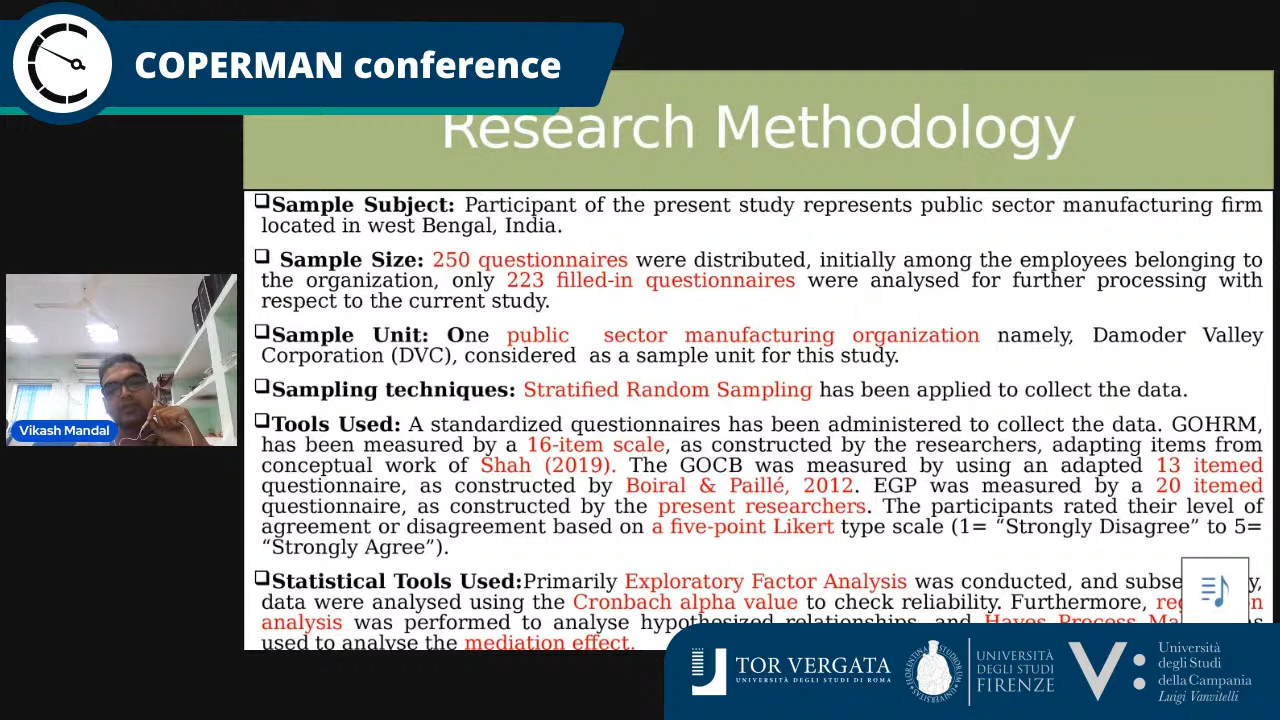 COPERMAN conference
Research Methodology
❑Sample Subject: Participant of the present study represents public sector manufacturing firm
located in west Bengal, India.
❑ Sample Size: 250 questionnaires were distributed, initially among the employees belonging to
the organization, only 223 filled-in questionnaires were analysed for further processing with
respect to the current study.
❑Sample Unit: One public sector manufacturing organization namely, Damoder Valley
Corporation (DVC), considered as a sample unit for this study.
❑Sampling techniques: Stratified Random Sampling has been applied to collect the data.
❑Tools Used: A standardized questionnaires has been administered to collect the data. GOHRM,
has been measured by a 16-item scale, as constructed by the researchers, adapting items from
conceptual work of Shah (2019). The GOCB was measured by using an adapted 13 itemed
questionnaire, as constructed by Boiral & Paillé, 2012. EGP was measured by a 20 itemed
questionnaire, as constructed by the present researchers. The participants rated their level of
agreement or disagreement based on a five-point Likert type scale (1= “Strongly Disagree” to 5=
“Strongly Agree”).
❑Statistical Tools Used:Primarily Exploratory Factor Analysis was conducted, and
data were analysed using the Cronbach alpha value to check reliability. Furthermore,
analysis was performed to analyse hypothesized relationships, and Hayes Process
used to analyse the mediation effect.
Vikash Mandal
TOR VERGATA
UNIVERSITÀ DEGLI STUDI DI ROMA
UNIVERSITÀ
DEGLI STUDI
FIRENZE
V:
Università
degli Studi
della Campania
Luigi Vanvitelli